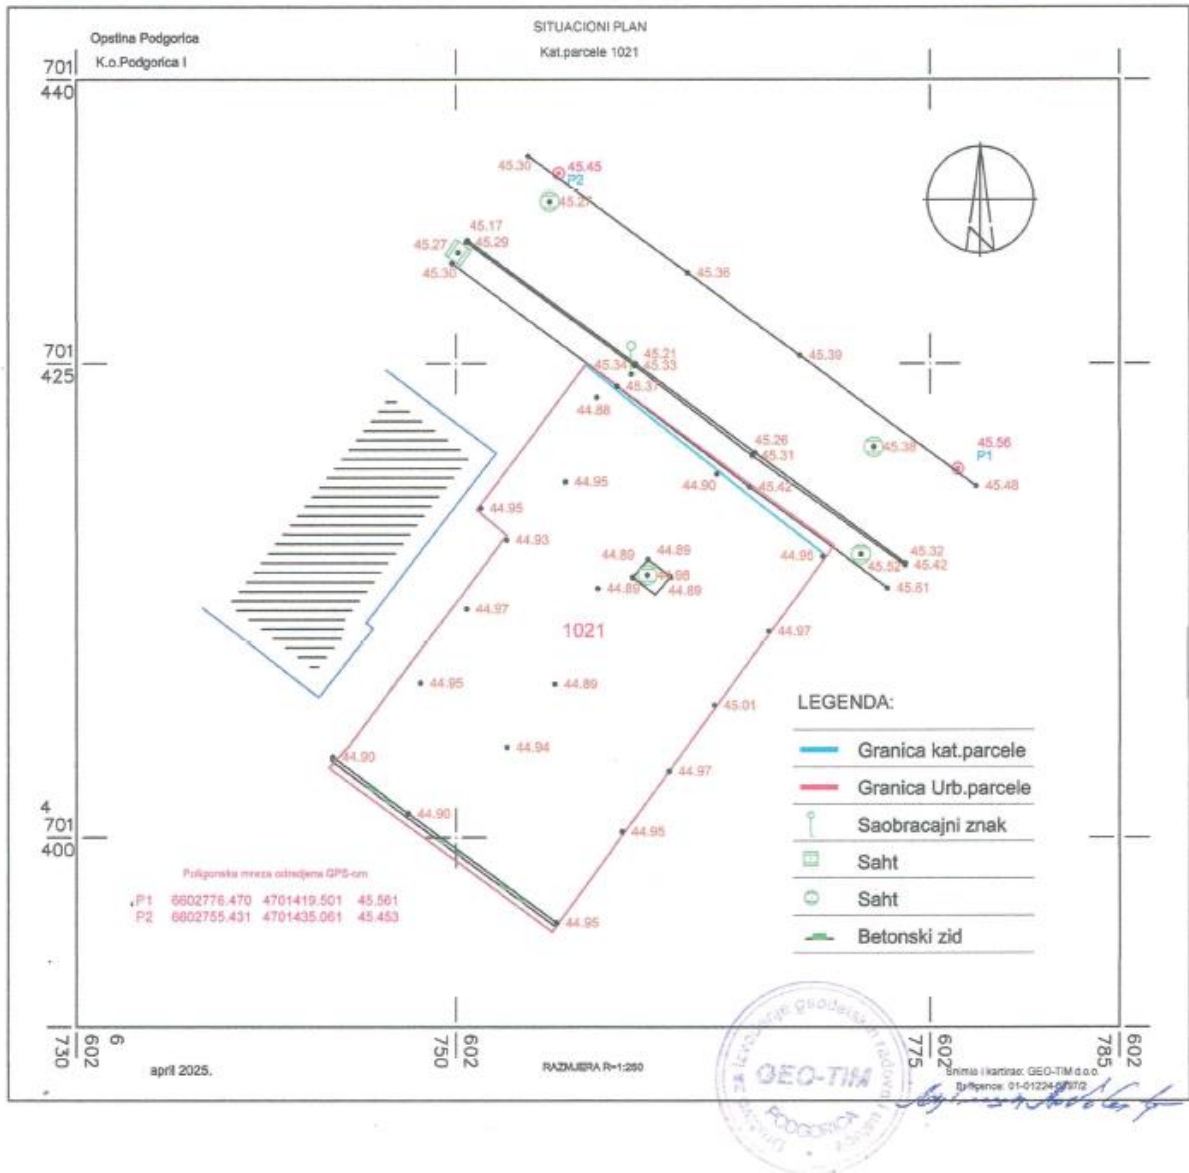 SITUACIONI PLAN
Kat.parcele 1021
Opstina Podgorica
K.o.Podgorica I
701
440
45.30
45.45
P2
45.27
45.17
45.29
45.27
45.30
45.36
701
425
45.21
45.34
45.33
45.37
45.39
44.88
45.26
45.31
45.38
45.56
P1
45.48
44.90
45.42
44.95
44.95
44.93
44.89
44.89
44.98
44.89
44.89
45.52
45.32
45.42
45.61
44.97
1021
44.97
44.95
44.89
45.01
44.94
44.97
44.90
44.90
44.95
44.95
4
701
400
LEGENDA:
Granica kat.parcele
Granica Urb.parcele
Saobracajni znak
Saht
Saht
Betonski zid
Poligonska mreza odredjena GPS-om
P1 6602776.470 4701419.501 45.561
P2 6602755.431 4701435.061 45.453
6
602
730
602
750
602
775
602
785
april 2025.
RAZMJERA R=1:250
Snimio i kartirao: GEO-TIM d.o.o.
GEO-TIM
PODGORICA